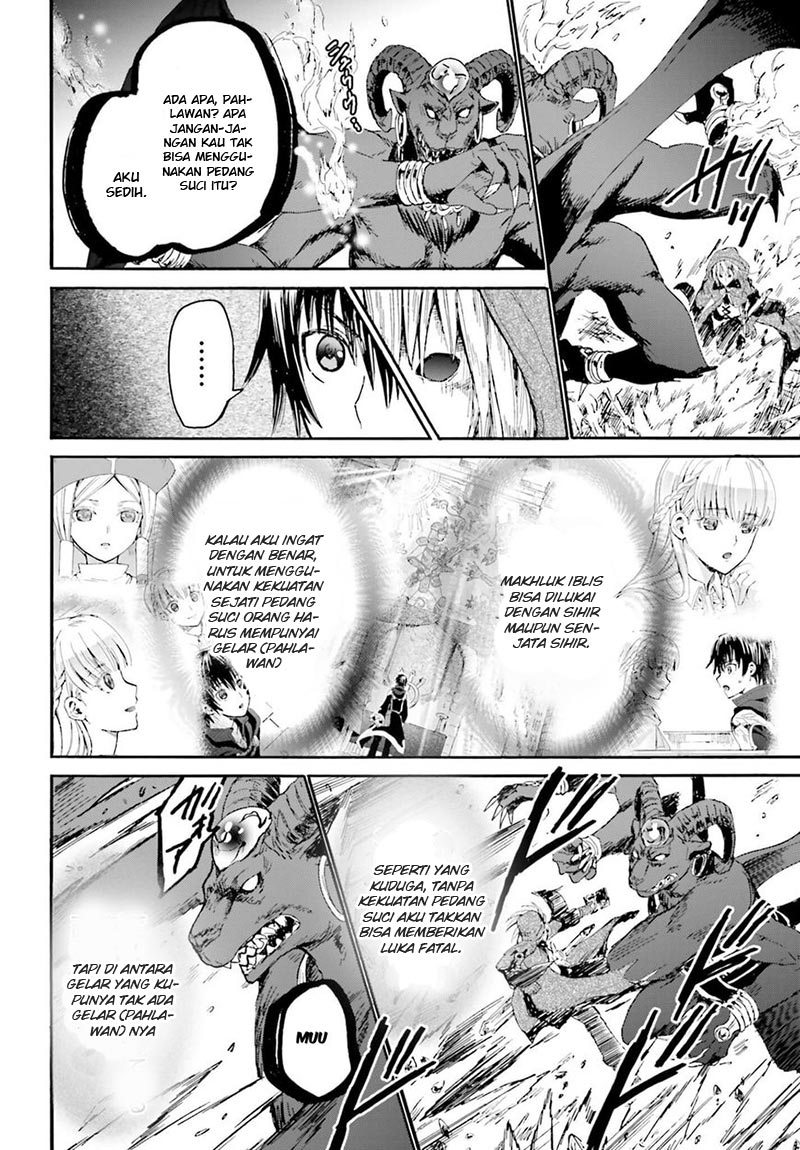 ADA APA, PAH-
LAWAN? APA
JANGAN-JA-
NGAN KAU TAK
BISA MENGGU-
NAKAN PEDANG
SUCI ITU?
AKU
SEDIH.
......
MAKHLUK IBLIS
BISA DILUKAI
DENGAN SIHIR
MAUPUN SEN-
JATA SIHIR.
KALAU AKU INGAT
DENGAN BENAR,
UNTUK MENGGU-
NAKAN KEKUATAN
SEJATI PEDANG
SUCI ORANG HA-
RUS MEMPUNYAI
GELAR (PAHLA-
WAN)
SEPERTI YANG
KUDUGA, TANPA
KEKUATAN PEDANG
SUCI AKU TAKKAN
BISA MEMBERIKAN
LUKA FATAL.
MUU
TAPI DI ANTARA
GELAR YANG KU-
PUNYA TAK ADA
GELAR (PAHLA-
WAN) NYA